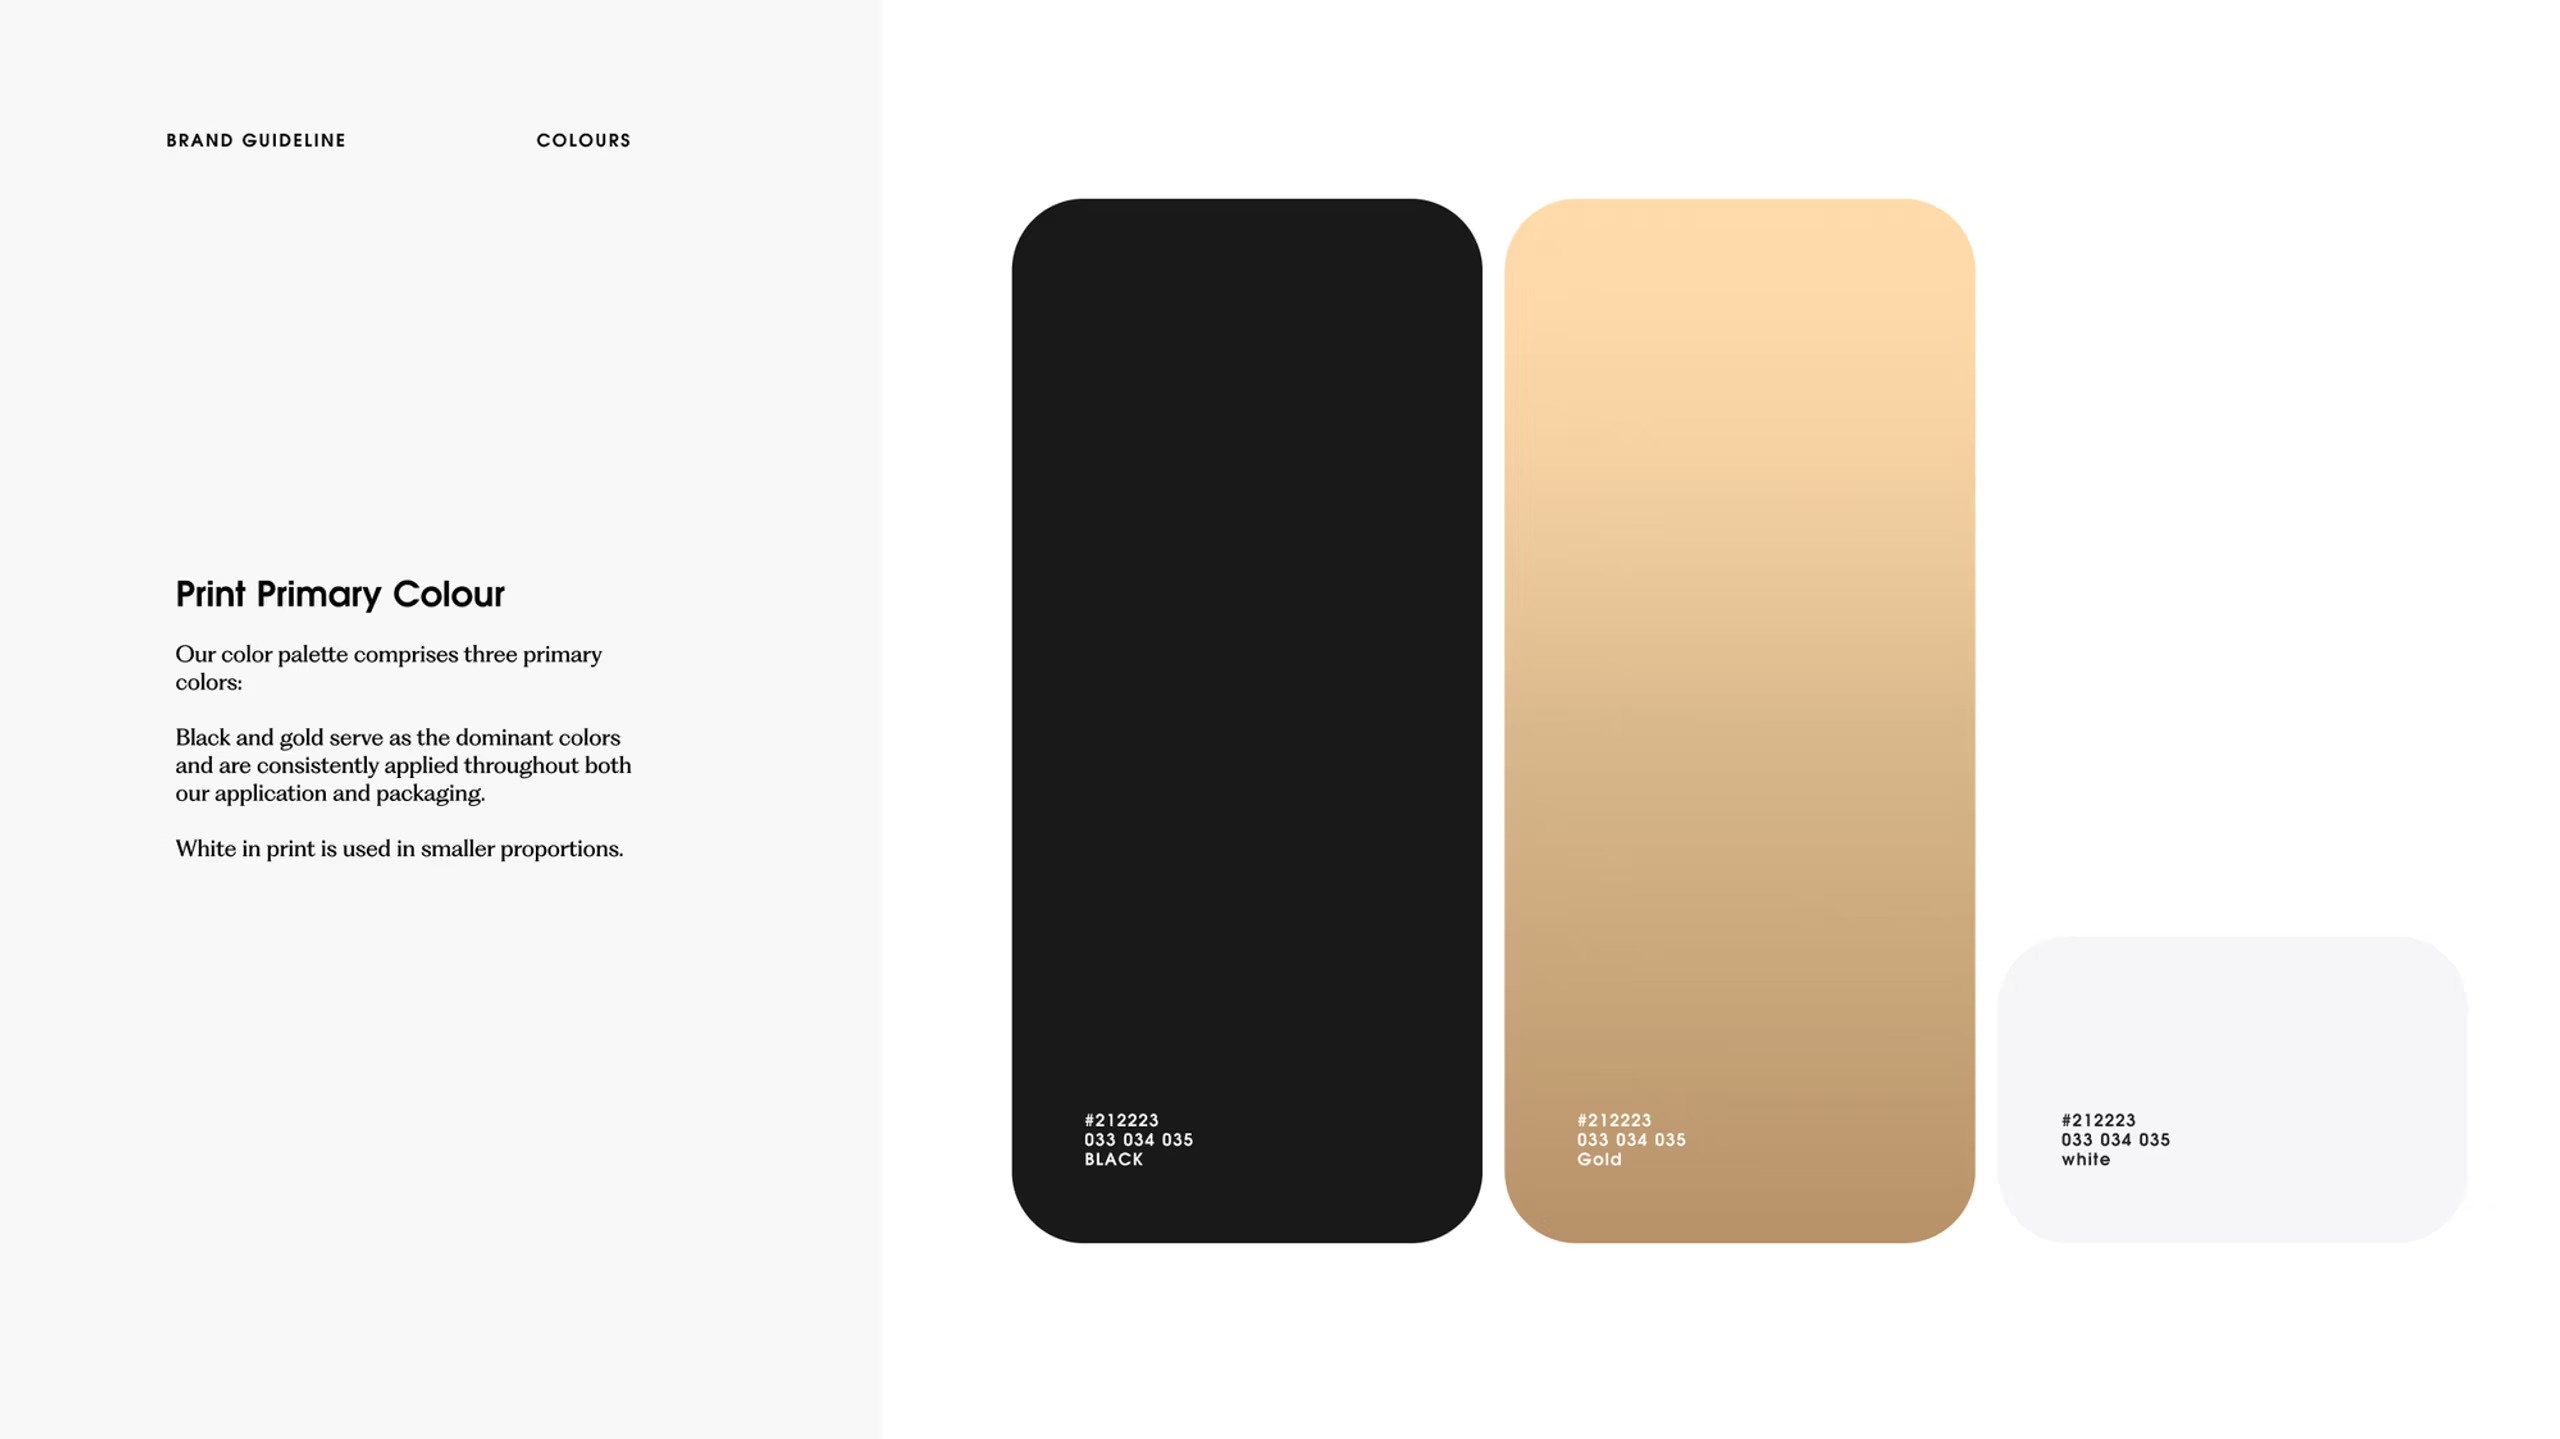 BRAND GUIDELINE
COLOURS
Print Primary Colour
Our color palette comprises three primary
colors:
Black and gold serve as the dominant colors
and are consistently applied throughout both
our application and packaging.
White in print is used in smaller proportions.
#212223
033 034 035
BLACK
#212223
033 034 035
Gold
#212223
033 034 035
white